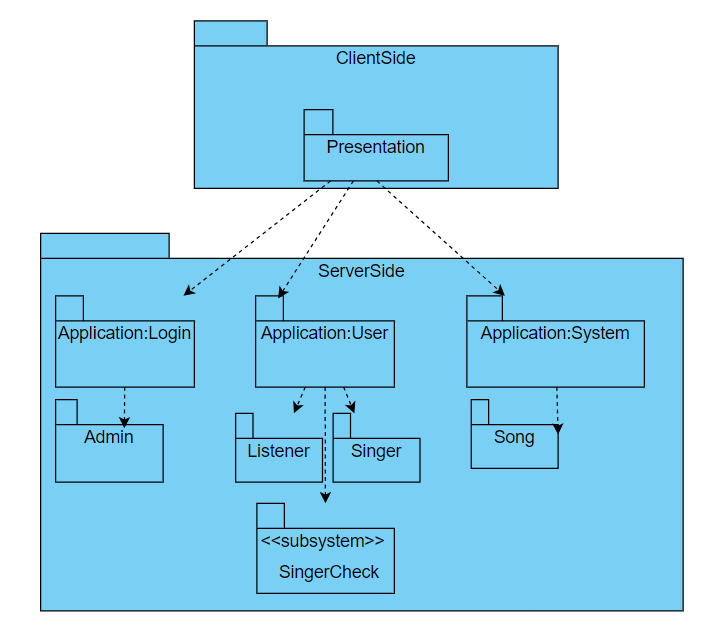 ClientSide
Presentation
ServerSide
Application:Login
Application:User
Application:System
Admin
Listener
Singer
Song
<<subsystem>>
SingerCheck